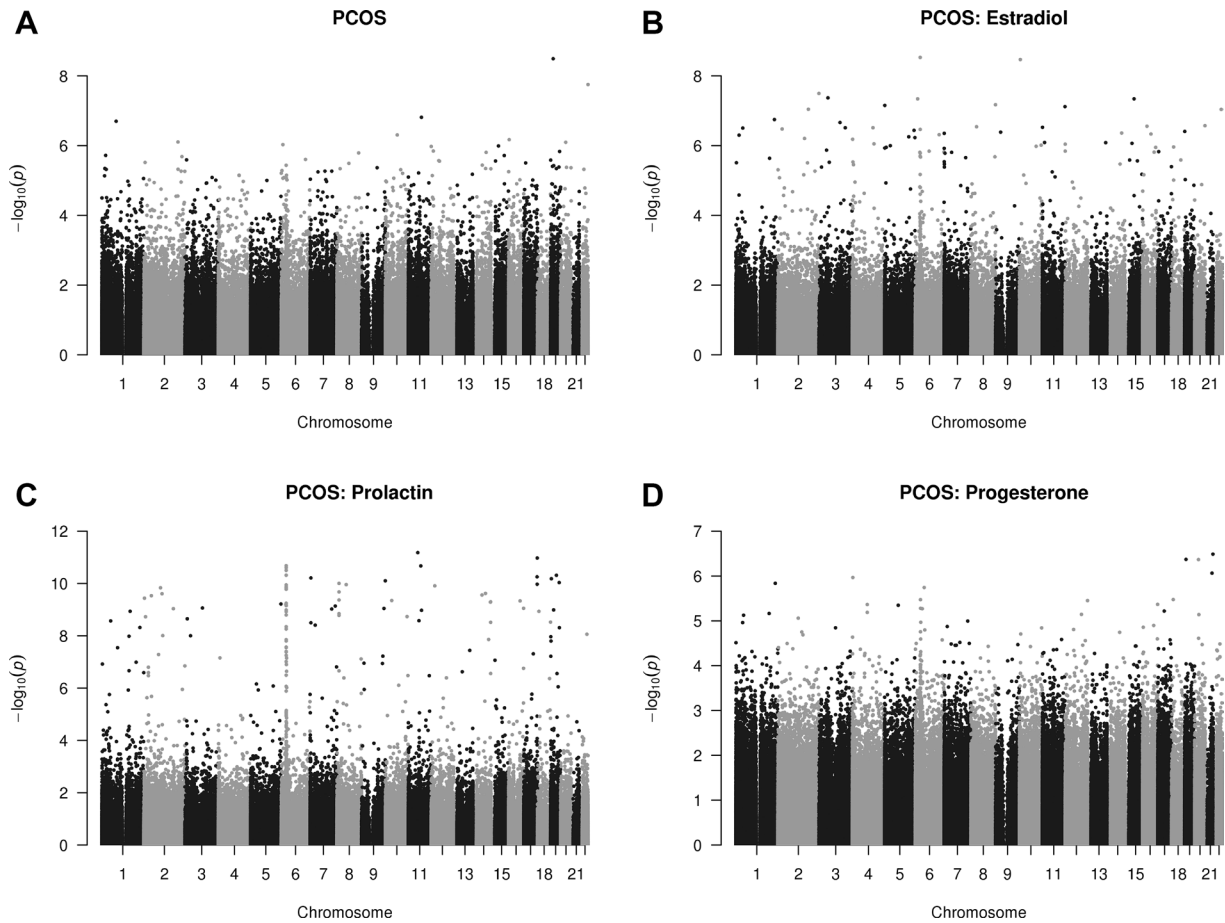 A
PCOS
8
6
4
2
0
−log10(p)
1 2 3 4 5 6 7 8 9 11 13 15 18 21
Chromosome
B
PCOS: Estradiol
8
6
4
2
0
−log10(p)
1 2 3 4 5 6 7 8 9 11 13 15 18 21
Chromosome
C
PCOS: Prolactin
12
10
8
6
4
2
0
−log10(p)
1 2 3 4 5 6 7 8 9 11 13 15 18 21
Chromosome
D
PCOS: Progesterone
7
6
5
4
3
2
1
0
−log10(p)
1 2 3 4 5 6 7 8 9 11 13 15 18 21
Chromosome